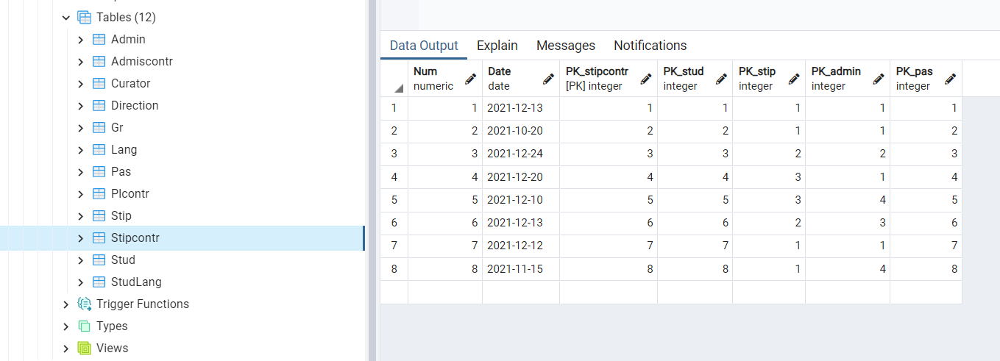 Tables (12)
Admin
Admiscontr
Curator
Direction
Gr
Lang
Pas
Plcontr
Stip
Stipcontr
Stud
StudLang
Trigger Functions
Types
Views
Data Output Explain Messages Notifications
Num Date PK_stipcontr PK_stud PK_stip PK_admin PK_pas
numeric date [PK] integer integer integer integer integer
1 1 2021-12-13 1 1 1 1 1
2 2 2021-10-20 2 2 1 1 2
3 3 2021-12-24 3 3 2 2 3
4 4 2021-12-20 4 4 3 1 4
5 5 2021-12-10 5 5 3 4 5
6 6 2021-12-13 6 6 2 3 6
7 7 2021-12-12 7 7 1 1 7
8 8 2021-11-15 8 8 1 4 8